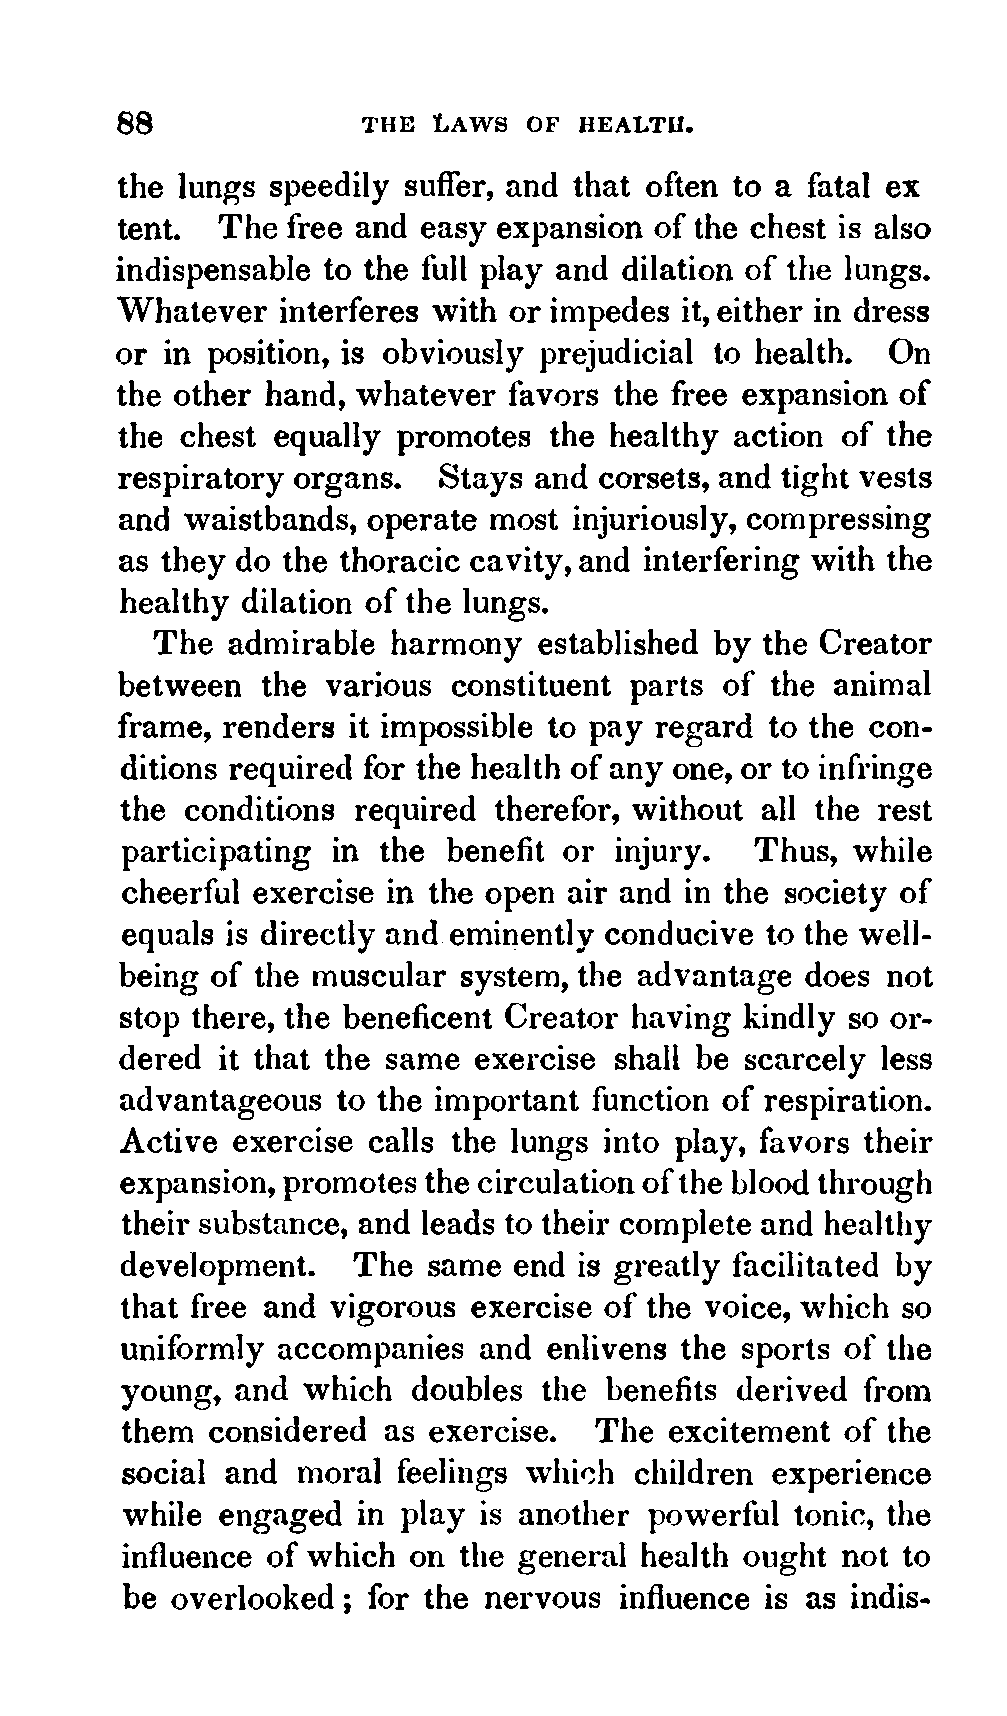 88 THE LAWS OF HEALTH.
the lungs speedily suffer, and that often to a fatal ex
tent. The free and easy expansion of the chest is also
indispensable to the full play and dilation of the lungs.
Whatever interferes with or impedes it, either in dress
or in position, is obviously prejudicial to health. On
the other hand, whatever favors the free expansion of
the chest equally promotes the healthy action of the
respiratory organs. Stays and corsets, and tight vests
and waistbands, operate most injuriously, compressing
as they do the thoracic cavity, and interfering with the
healthy dilation of the lungs.
The admirable harmony established by the Creator
between the various constituent parts of the animal
frame, renders it impossible to pay regard to the con-
ditions required for the health of any one, or to infringe
the conditions required therefor, without all the rest
participating in the benefit or injury. Thus, while
cheerful exercise in the open air and in the society of
equals is directly and eminently conducive to the well-
being of the muscular system, the advantage does not
stop there, the beneficent Creator having kindly so or-
dered it that the same exercise shall be scarcely less
advantageous to the important function of respiration.
Active exercise calls the lungs into play, favors their
expansion, promotes the circulation of the blood through
their substance, and leads to their complete and healthy
development. The same end is greatly facilitated by
that free and vigorous exercise of the voice, which so
uniformly accompanies and enlivens the sports of the
young, and which doubles the benefits derived from
them considered as exercise. The excitement of the
social and moral feelings which children experience
while engaged in play is another powerful tonic, the
influence of which on the general health ought not to
be overlooked; for the nervous influence is as indis-